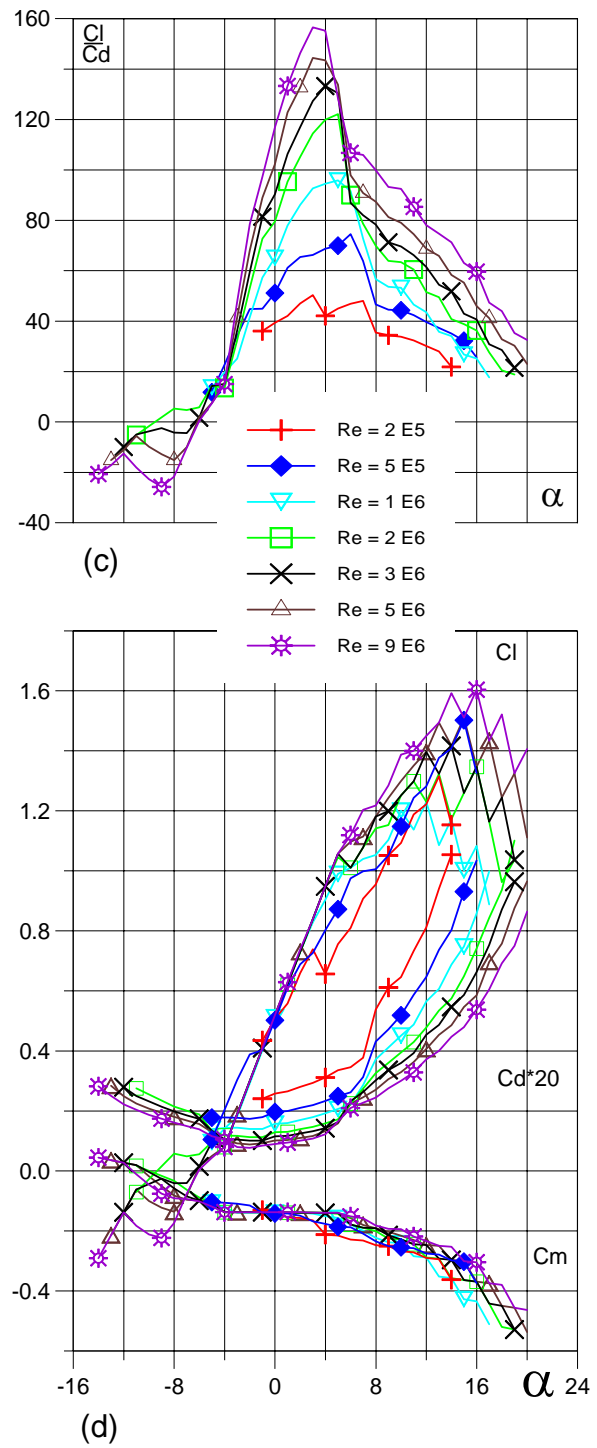 (c)
Cl
Cd
160
120
80
40
0
-40
α
Re = 2 E5
Re = 5 E5
Re = 1 E6
Re = 2 E6
Re = 3 E6
Re = 5 E6
Re = 9 E6
(c)
Cl
1.6
1.2
0.8
0.4
Cd*20
0.0
Cm
-0.4
-16 -8 0 8 16 α 24
(d)